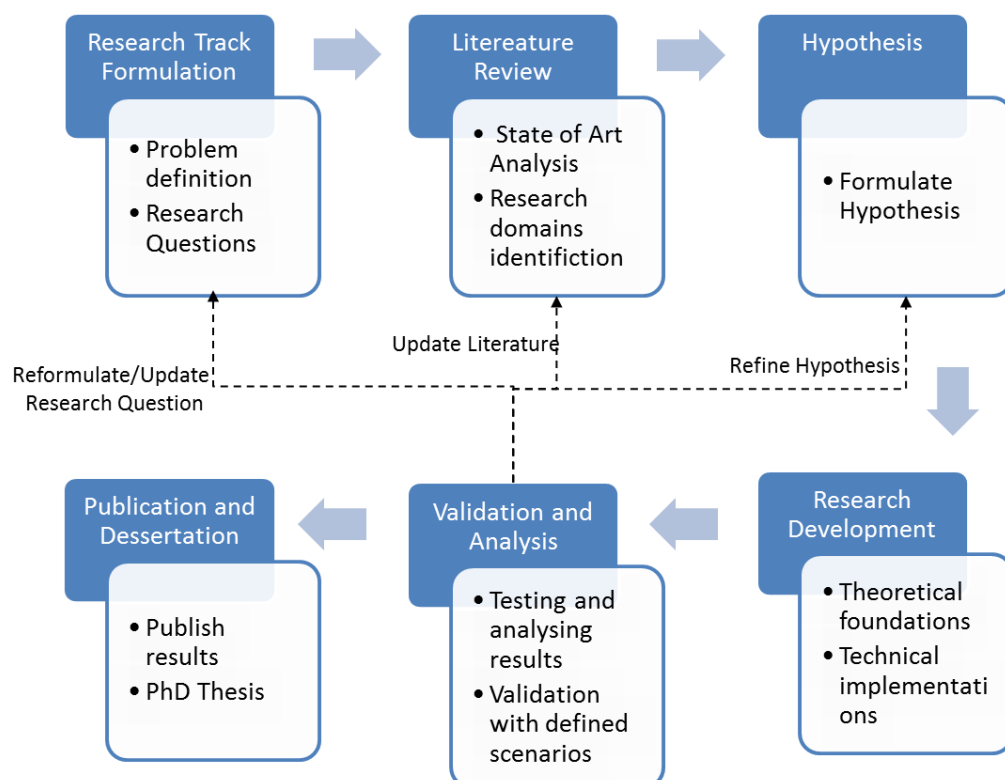 Research Track
Formulation
• Problem
definition
• Research
Questions
Litereature
Review
• State of Art
Analysis
• Research
domains
identifiction
Hypothesis
• Formulate
Hypothesis
Reformulate/Update
Research Question
Update Literature
Refine Hypothesis
Publication and
Dessertation
• Publish
results
• PhD Thesis
Validation and
Analysis
• Testing and
analysing
results
• Validation
with defined
scenarios
Research
Development
• Theoretical
foundations
• Technical
implementati
ons